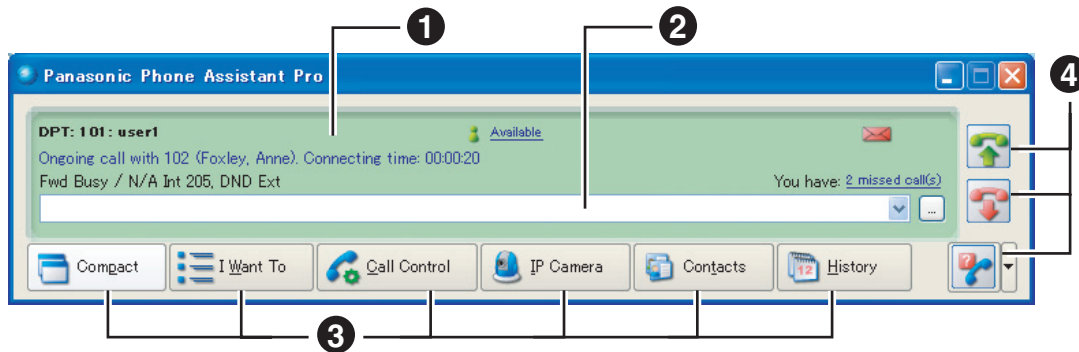 1
2
Panasonic Phone Assistant Pro
4
DPT: 101: user1
Available
Ongoing call with 102 (Foxley, Anne). Connecting time: 00:00:20
Fwd Busy / N/A Int 205, DND Ext
You have: 2 missed call(s)
...
Compact
I Want To
Call Control
IP Camera
Contacts
12
History
?
3